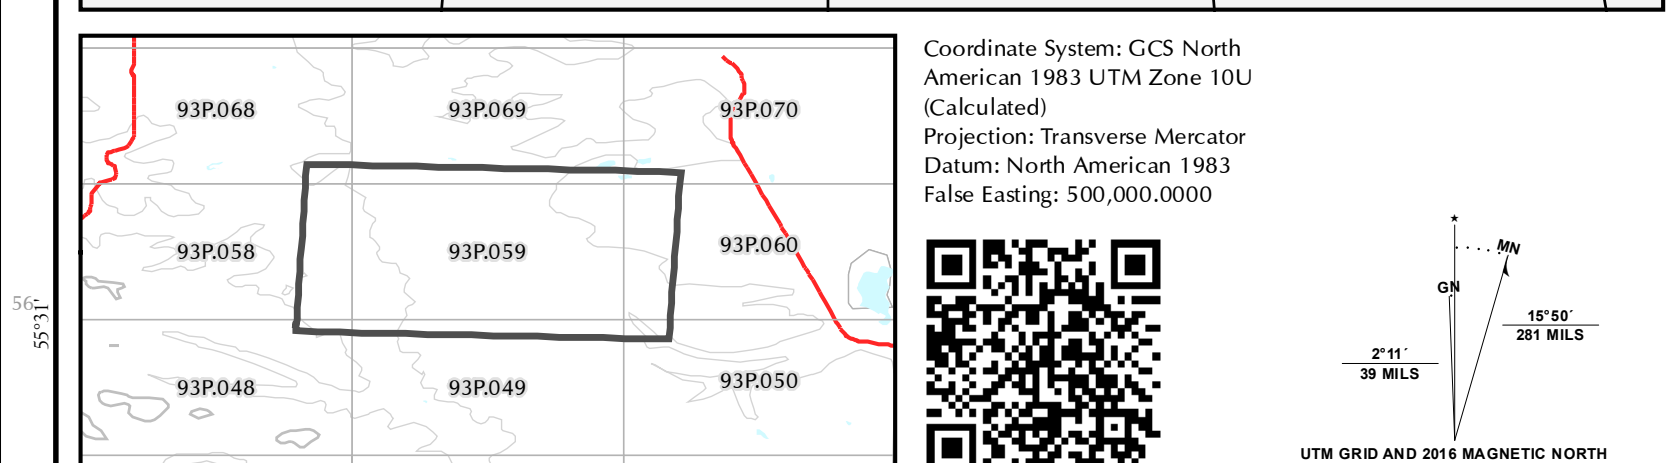 93P.068
93P.069
93P.070
93P.058
93P.059
93P.060
93P.048
93P.049
93P.050
56
55°31'
Coordinate System: GCS North
American 1983 UTM Zone 10U
(Calculated)
Projection: Transverse Mercator
Datum: North American 1983
False Easting: 500,000.0000
MN
GN
15°50´
281 MILS
2°11´
39 MILS
UTM GRID AND 2016 MAGNETIC NORTH